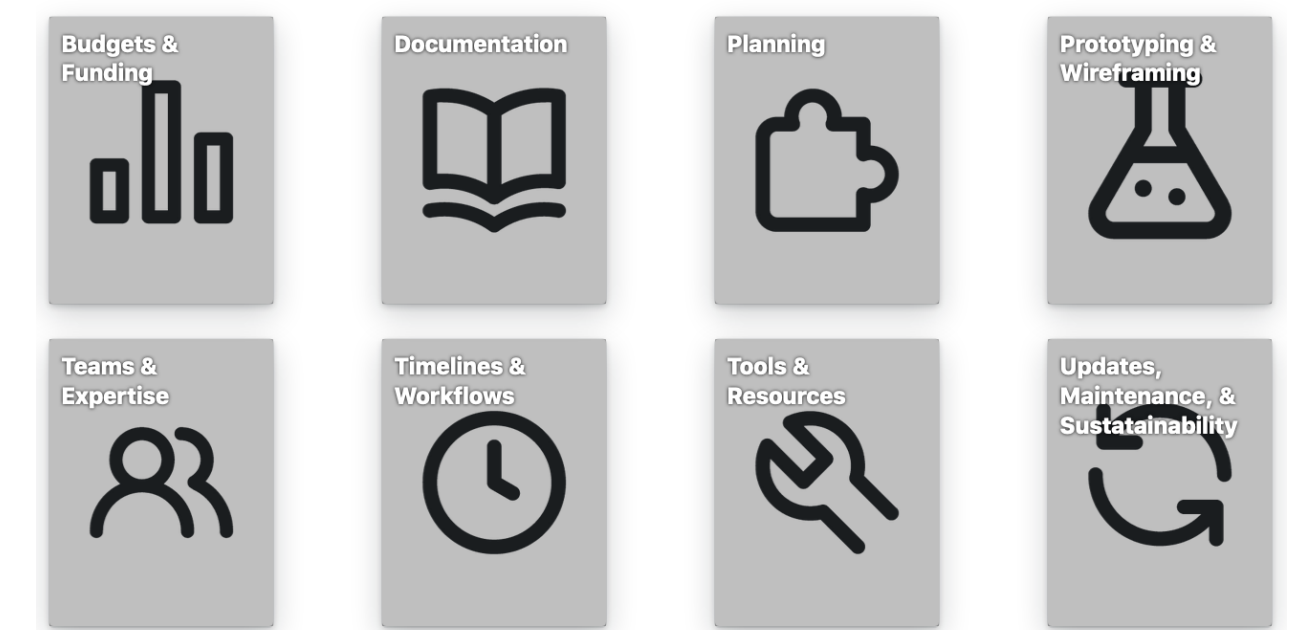 Budgets &
Funding
Documentation
Planning
Prototyping &
Wireframing
Teams &
Expertise
Timelines &
Workflows
Tools &
Resources
Updates,
Maintenance, &
Sustatainability